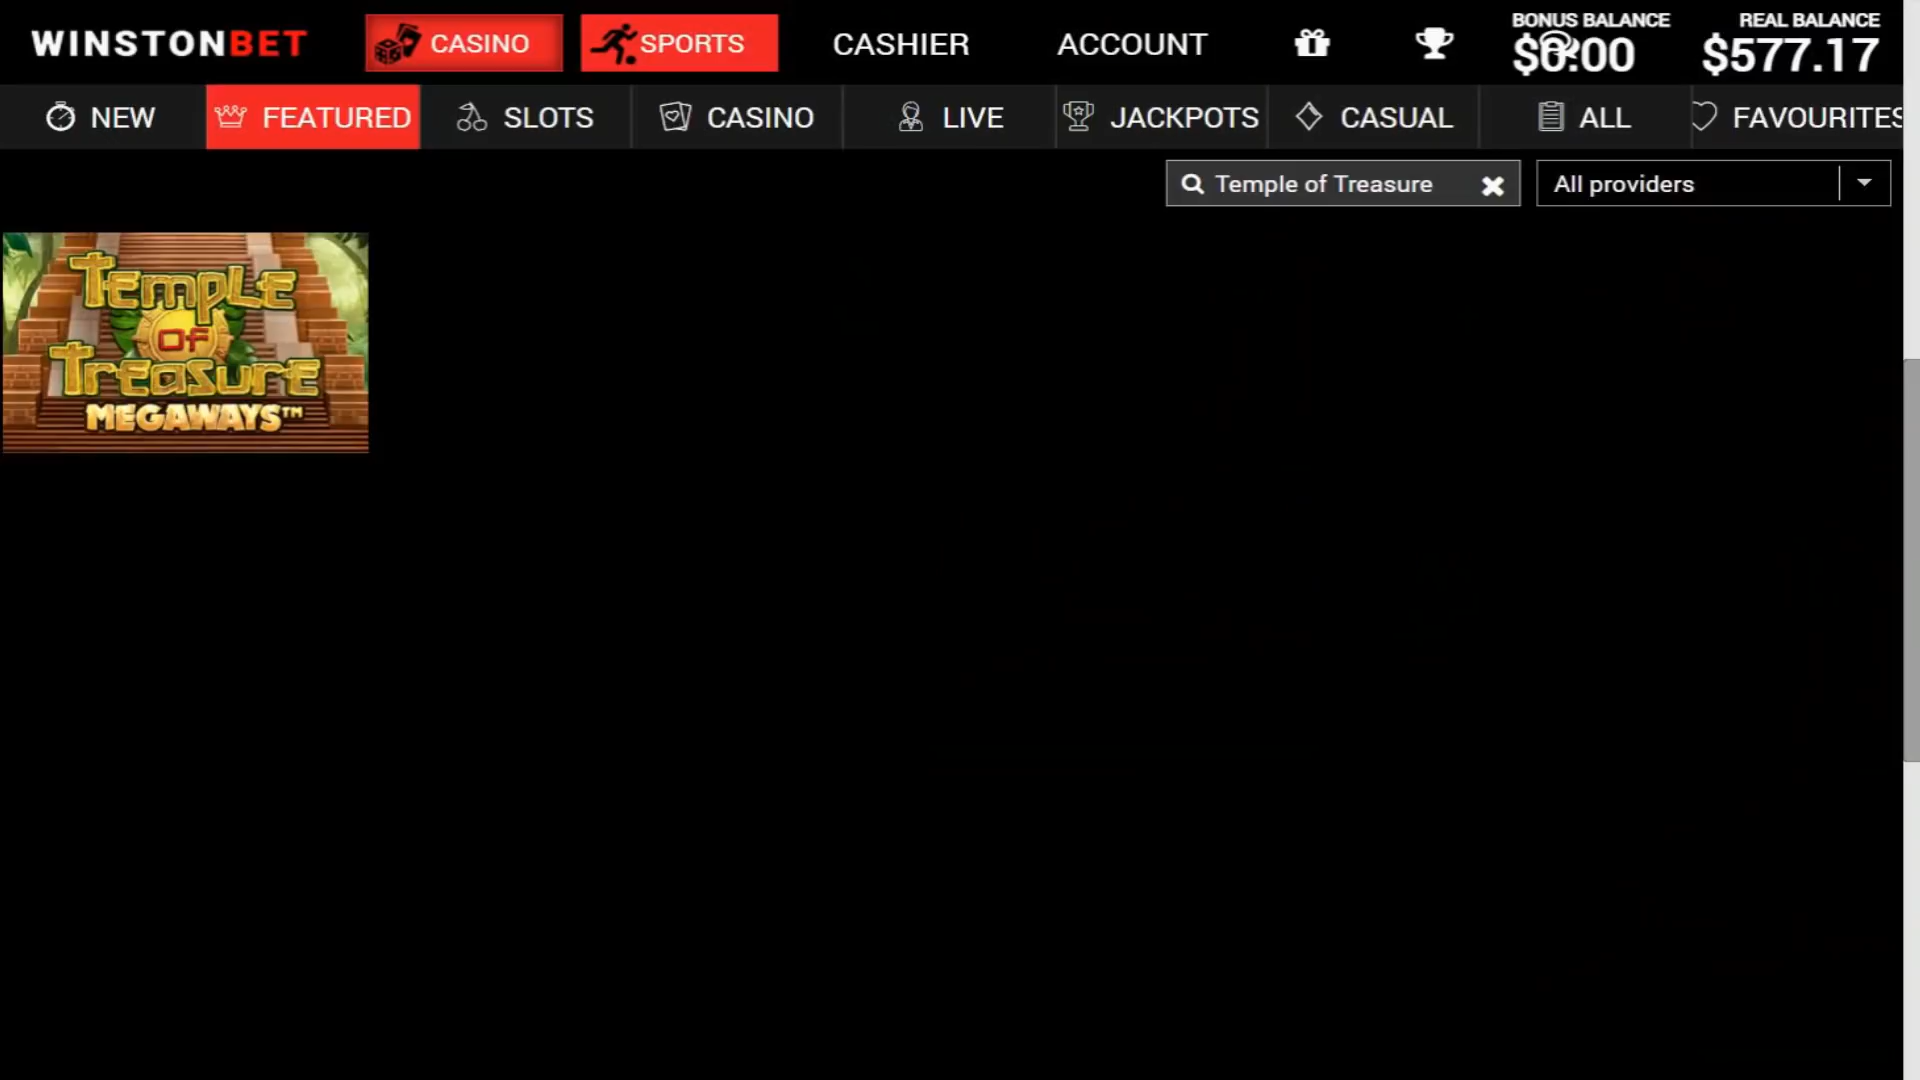 WINSTONBET
CASINO
SPORTS
CASHIER
ACCOUNT
BONUS BALANCE
$0.00
REAL BALANCE
$577.17
NEW
FEATURED
SLOTS
CASINO
LIVE
JACKPOTS
CASUAL
ALL
FAVOURITES
Temple of Treasure
All providers
TEMPLE
OF
TREASURE
MEGAWAYS™